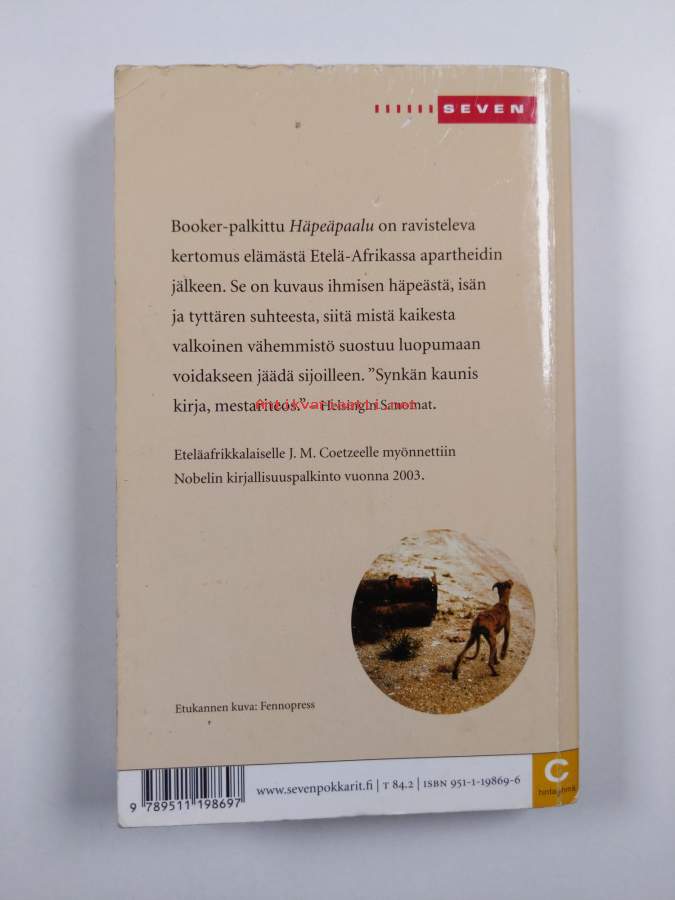 SEVEN
Booker-palkittu Häpeäpaalu on ravisteleva
kertomus elämästä Etelä-Afrikassa apartheidin
jälkeen. Se on kuvaus ihmisen häpeästä, isän
ja tyttären suhteesta, siitä mistä kaikesta
valkoinen vähemmistö suostuu luopumaan
voidakseen jäädä sijoilleen. ”Synkän kaunis
kirja, mestariteos.” – Helsingin Sanomat.
Eteläafrikkalaiselle J. M. Coetzeelle myönnettiin
Nobelin kirjallisuuspalkinto vuonna 2003.
Etukannen kuva: Fennopress
www.sevenpokkarit.fi | T 84.2 | ISBN 951-1-19869-6
9 789511 198697
C
hintaryhmä